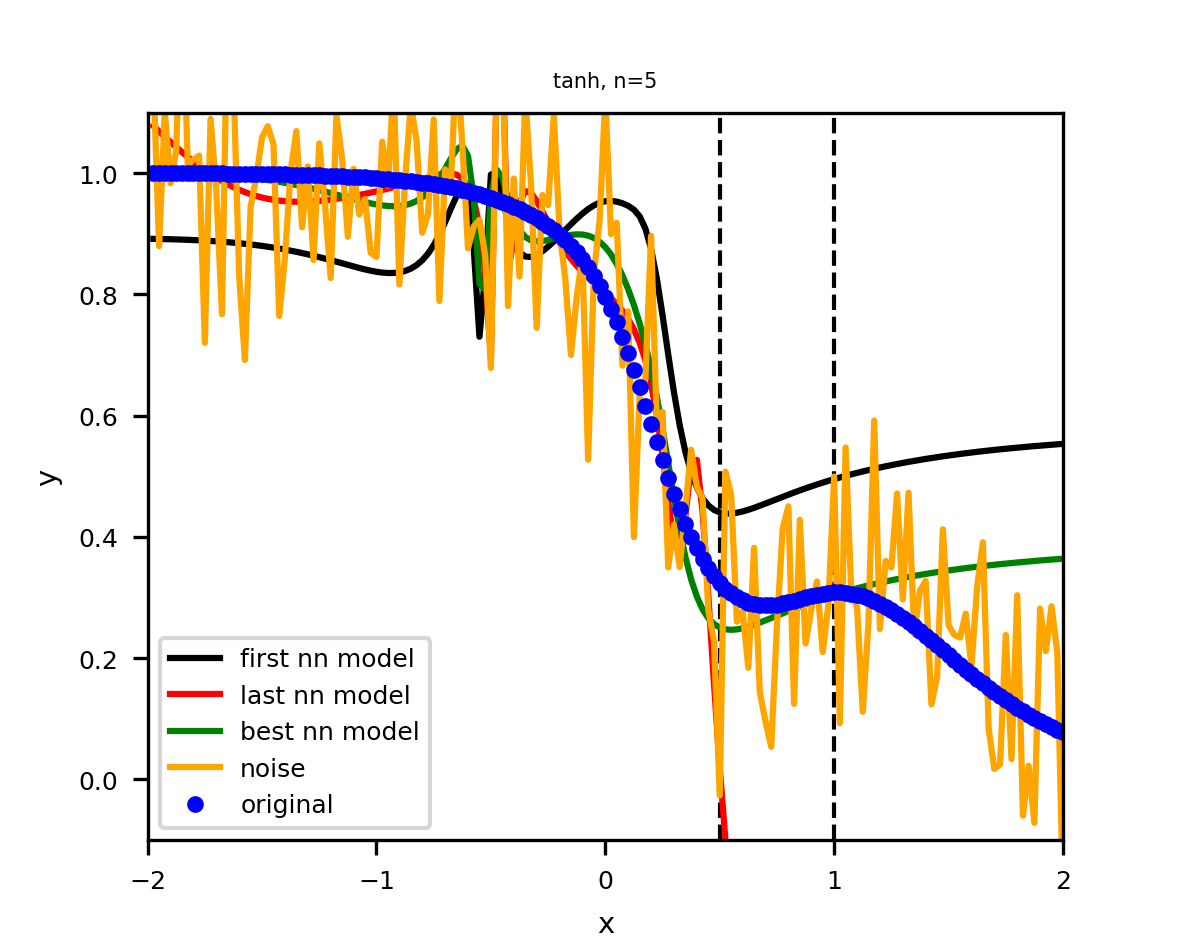 tanh, n=5
y
1.0
0.8
0.6
0.4
0.2
0.0
first nn model
last nn model
best nn model
noise
original
−2
−1
0
1
2
x